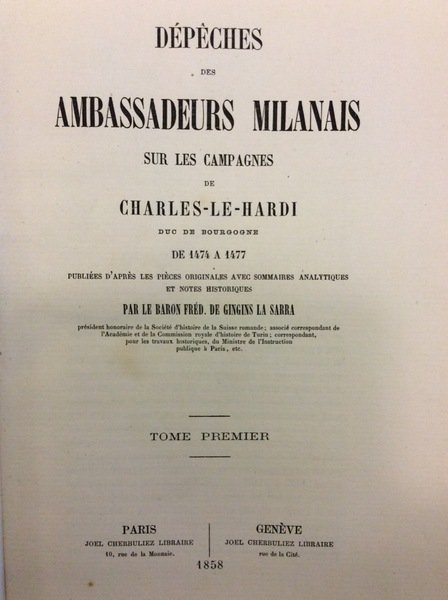 DÉPÊCHES
DES
AMBASSADEURS MILANAIS
SUR LES CAMPAGNES
DE
CHARLES-LE-HARDI
DUC DE BOURGOGNE
DE 1474 A 1477
PUBLIÉES D'APRÈS LES PIÈCES ORIGINALES AVEC SOMMAIRES ANALYTIQUES
ET NOTES HISTORIQUES
PAR LE BARON FRÉD. DE GINGINS LA SARRA
président honoraire de la Société d'histoire de la Suisse romande; associé correspondant de
l'Académie et de la Commission royale d'histoire de Turin; correspondant,
pour les travaux historiques, du Ministre de l'Instruction
publique à Paris, etc.
TOME PREMIER
PARIS
JOEL CHERBULIEZ LIBRAIRE
10, rue de la Monnaie.
GENÈVE
JOEL CHERBULIEZ LIBRAIRE
rue de la Cité.
1858